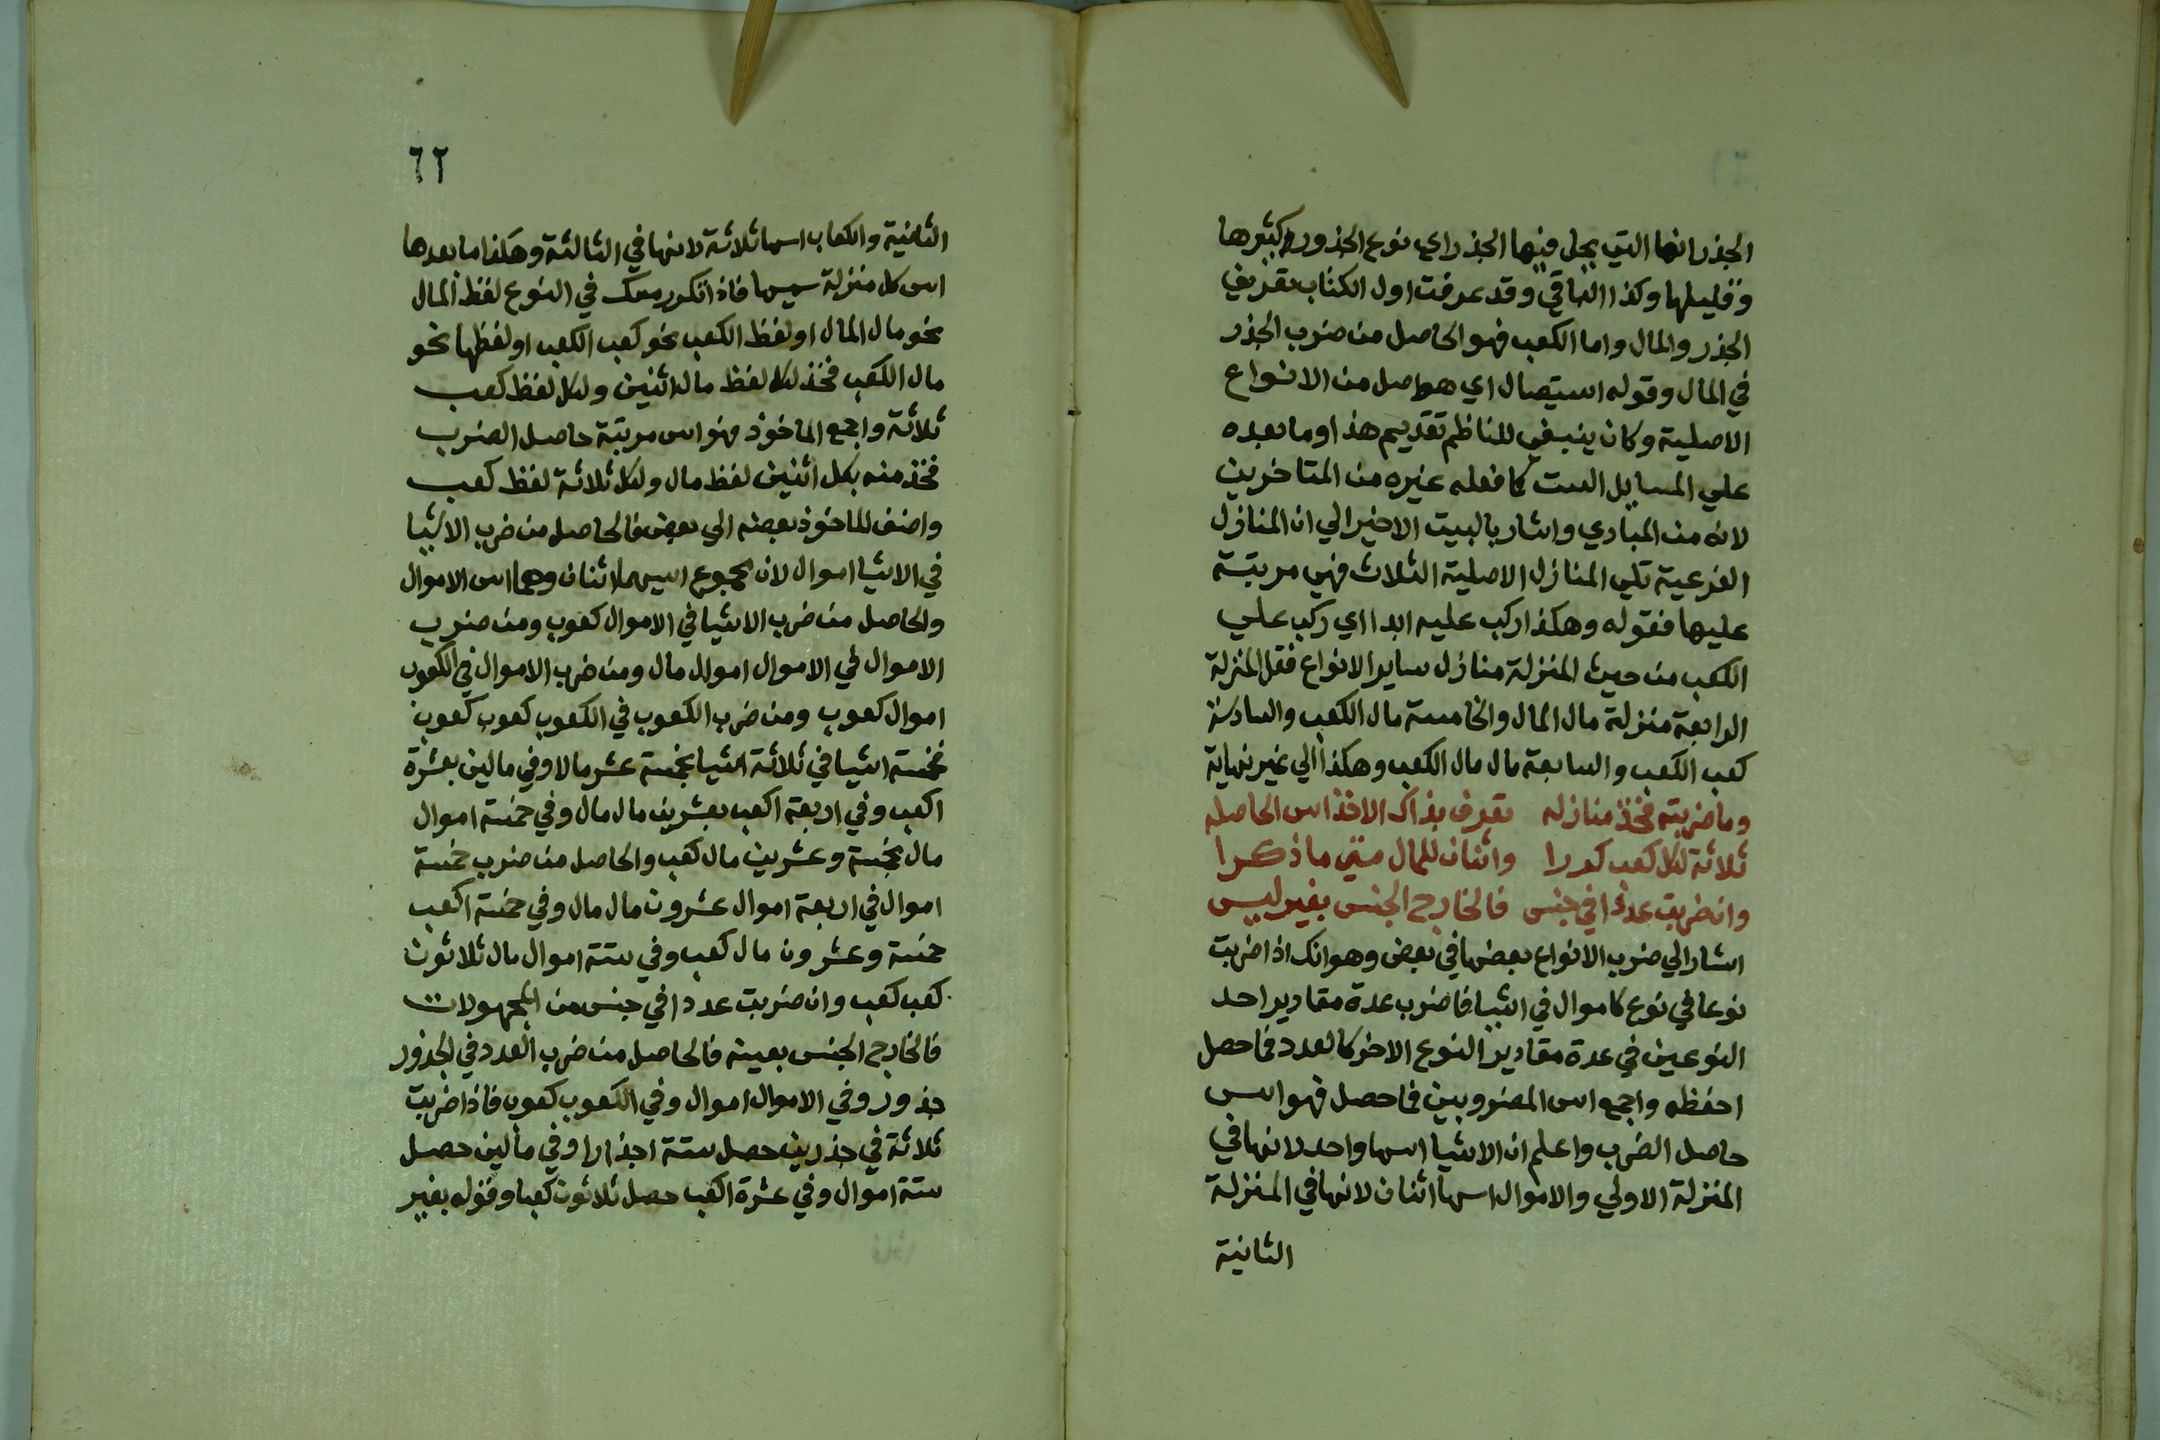 الجذر انها التي يحل فيها الجذر اي نوع الجذور كثيرها
وقليلها وكذا الباقي وقد عرفت اول الكتاب تعريف
الجذر والمال واما الكعب فهو الحاصل من ضرب الجذر
في المال وقوله استيصال اي هو اصل من الانواع
الاصلية وكان ينبغي للناظم تقديم هذا وما بعده
علي المسايل الست كما فعله غيره من المتاخرين
لانه من المبادي واشار بالبيت الاخير الي ان المنازل
الفرعية تلي المنازل الاصلية الثلاث فهي مرتبة
عليها فقوله وهكذا ركب عليه ابدا اي ركب علي
الكعب من حيث المنزلة منازل ساير الانواع فقل المنزلة
الرابعة منزلة مال المال والخامسة مال الكعب والسادسة
كعب الكعب والسابعة مال مال الكعب وهكذا الي غير نهاية
وما ضربته فخذ منازله تعرف بذاك الاخذ اس الحاصله
ثلاثة لكل كعب كررا واثنان للمال متي ما ذكرا
وان ضربت عددا في جنس فالخارج الجنس بغير لبس
اشار الي ضرب الانواع بعضها في بعض وهو انك اذا ضربت
نوعا في نوع كاموال في اشيا فاضرب عدة مقادير احد
النوعين في عدة مقادير النوع الاخر كالعدد فما حصل
احفظه واجمع اس المضروبين فما حصل فهو اس
حاصل الضرب واعلم ان الاشيا اسها واحد لانها في
المنزلة الاولي والاموال اسها اثنان لانها في المنزلة
الثانية
٦٢
الثانية والكعاب اسها ثلاثة لانها في الثالثة وهكذا ما بعدها
اس كل منزلة سميها فاذا تكرر معك في النوع لفظ المال
نحو مال المال او لفظ الكعب نحو كعب الكعب او لفظها نحو
مال الكعب فخذ لكل لفظ مال اثنين ولكل لفظ كعب
ثلاثة واجمع الماخوذ فهو اس مرتبة حاصل الضرب
فخذ منه بكل اثنين لفظ مال ولكل ثلاثة لفظ كعب
واضف للماخوذ بعضه الي بعض فالحاصل من ضرب الاشيا
في الاشيا اموال لان مجموع اسيهما اثنان وهما اس الاموال
والحاصل من ضرب الاشيا في الاموال كعوب ومن ضرب
الاموال في الاموال اموال مال ومن ضرب الاموال في الكعوب
اموال كعوب ومن ضرب الكعوب في الكعوب كعوب كعوب
فخمسة اشيا في ثلاثة اشيا بخمسة عشر مالا وفي مالين بعشرة
اكعب وفي اربعة اكعب بعشرين مال مال وفي خمسة اموال
مال بخمسة وعشرين مال كعب والحاصل من ضرب خمسة
اموال في اربعة اموال عشرون مال مال وفي خمسة اكعب
خمسة وعشرون مال كعب وفي ستة اموال مال ثلاثون
كعب كعب وان ضربت عددا في جنس من المجهولات
فالخارج الجنس بعينه فالحاصل من ضرب العدد في الجذور
جذور وفي الاموال اموال وفي الكعوب كعوب فاذا ضربت
ثلاثة في جذرين حصل ستة اجذارا وفي مالين حصل
ستة اموال وفي عشرة اكعب حصل ثلاثون كعبا وقوله بغير